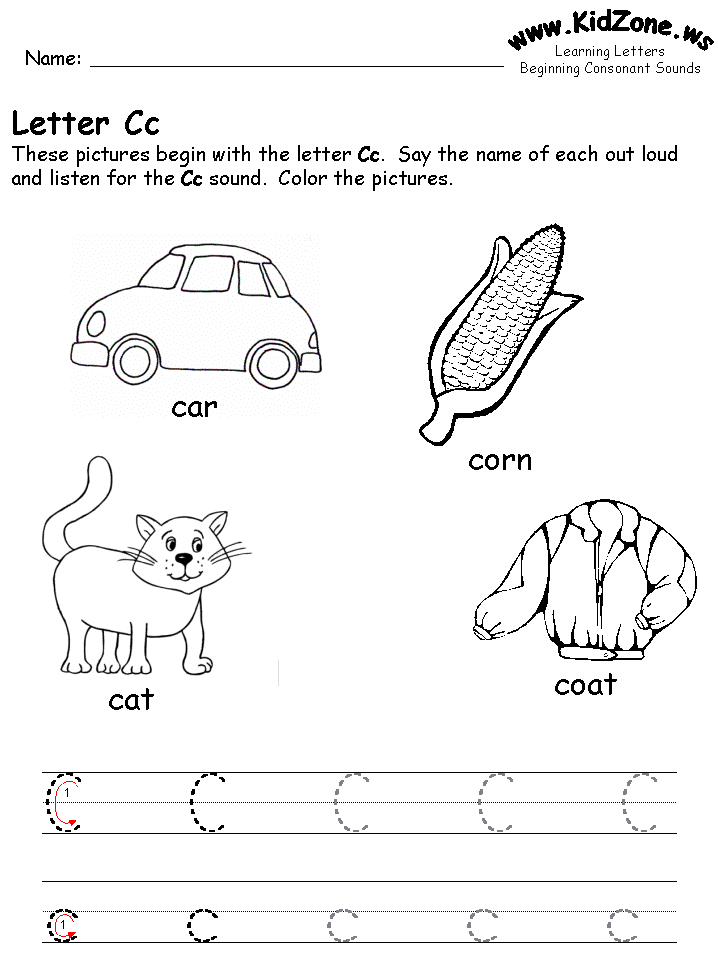 www.KidZone.ws
Learning Letters
Beginning Consonant Sounds
Name:
Letter Cc
These pictures begin with the letter Cc. Say the name of each out loud
and listen for the Cc sound. Color the pictures.
car
corn
cat
coat
1
C C C C C
1
c c c c c